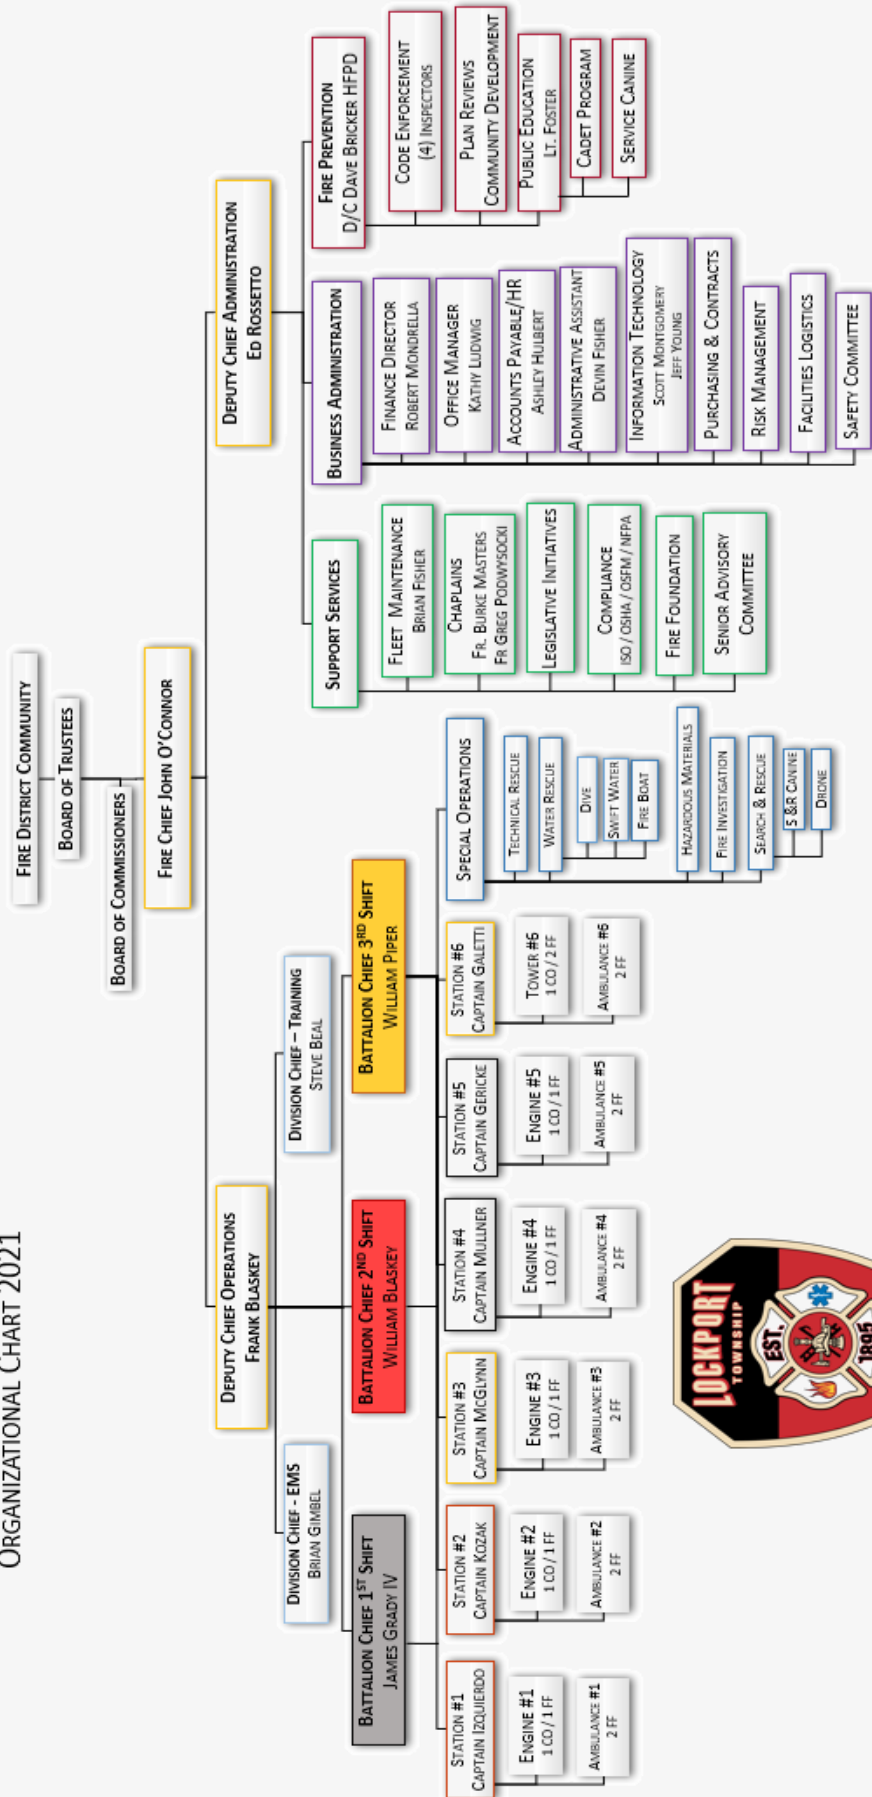 ORGANIZATIONAL CHART 2021
FIRE DISTRICT COMMUNITY
BOARD OF TRUSTEES
BOARD OF COMMISSIONERS
FIRE CHIEF JOHN O'CONNOR
DEPUTY CHIEF OPERATIONS
FRANK BLASKEY
DEPUTY CHIEF ADMINISTRATION
ED ROSSETTO
DIVISION CHIEF - EMS
BRIAN GIMBEL
DIVISION CHIEF – TRAINING
STEVE BEAL
BATTALION CHIEF 1ST SHIFT
JAMES GRADY IV
BATTALION CHIEF 2ND SHIFT
WILLIAM BLASKEY
BATTALION CHIEF 3RD SHIFT
WILLIAM PIPER
STATION #1
CAPTAIN IZQUIERDO
ENGINE #1
1 CO / 1 FF
AMBULANCE #1
2 FF
STATION #2
CAPTAIN KOZAK
ENGINE #2
1 CO / 1 FF
AMBULANCE #2
2 FF
STATION #3
CAPTAIN MCGLYNN
ENGINE #3
1 CO / 1 FF
AMBULANCE #3
2 FF
STATION #4
CAPTAIN MULLNER
ENGINE #4
1 CO / 1 FF
AMBULANCE #4
2 FF
STATION #5
CAPTAIN GERICKE
ENGINE #5
1 CO / 1 FF
AMBULANCE #5
2 FF
STATION #6
CAPTAIN GALETTI
TOWER #6
1 CO / 2 FF
AMBULANCE #6
2 FF
SPECIAL OPERATIONS
TECHNICAL RESCUE
WATER RESCUE
DIVE
SWIFT WATER
FIRE BOAT
HAZARDOUS MATERIALS
FIRE INVESTIGATION
SEARCH & RESCUE
S &R CANINE
DRONE
SUPPORT SERVICES
FLEET MAINTENANCE
BRIAN FISHER
CHAPLAINS
FR. BURKE MASTERS
FR GREG PODWYSOCKI
LEGISLATIVE INITIATIVES
COMPLIANCE
ISO / OSHA / OSFM / NFPA
FIRE FOUNDATION
SENIOR ADVISORY
COMMITTEE
BUSINESS ADMINISTRATION
FINANCE DIRECTOR
ROBERT MONDRELLA
OFFICE MANAGER
KATHY LUDWIG
ACCOUNTS PAYABLE/HR
ASHLEY HULBERT
ADMINISTRATIVE ASSISTANT
DEVIN FISHER
INFORMATION TECHNOLOGY
SCOTT MONTGOMERY
JEFF YOUNG
PURCHASING & CONTRACTS
RISK MANAGEMENT
FACILITIES LOGISTICS
SAFETY COMMITTEE
FIRE PREVENTION
D/C DAVE BRICKER HFPD
CODE ENFORCEMENT
(4) INSPECTORS
PLAN REVIEWS
COMMUNITY DEVELOPMENT
PUBLIC EDUCATION
LT. FOSTER
CADET PROGRAM
SERVICE CANINE
LOCKPORT
TOWNSHIP
EST.
1895